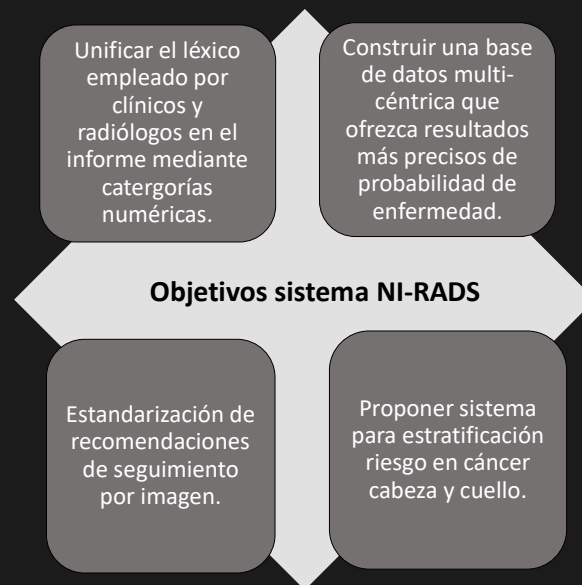 Unificar el léxico
empleado por
clínicos y
radiólogos en el
informe mediante
catergorías
numéricas.
Construir una base
de datos multi-
céntrica que
ofrezca resultados
más precisos de
probabilidad de
enfermedad.
Objetivos sistema NI-RADS
Estandarización de
recomendaciones
de seguimiento
por imagen.
Proponer sistema
para estratificación
riesgo en cáncer
cabeza y cuello.